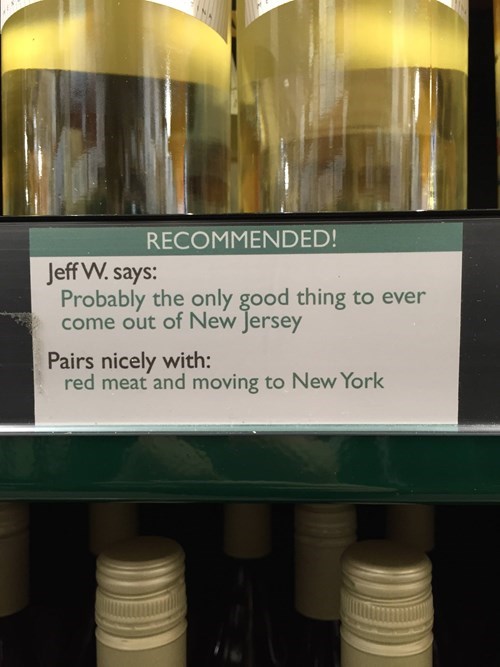 RECOMMENDED!
Jeff W. says:
Probably the only good thing to ever
come out of New Jersey
Pairs nicely with:
red meat and moving to New York